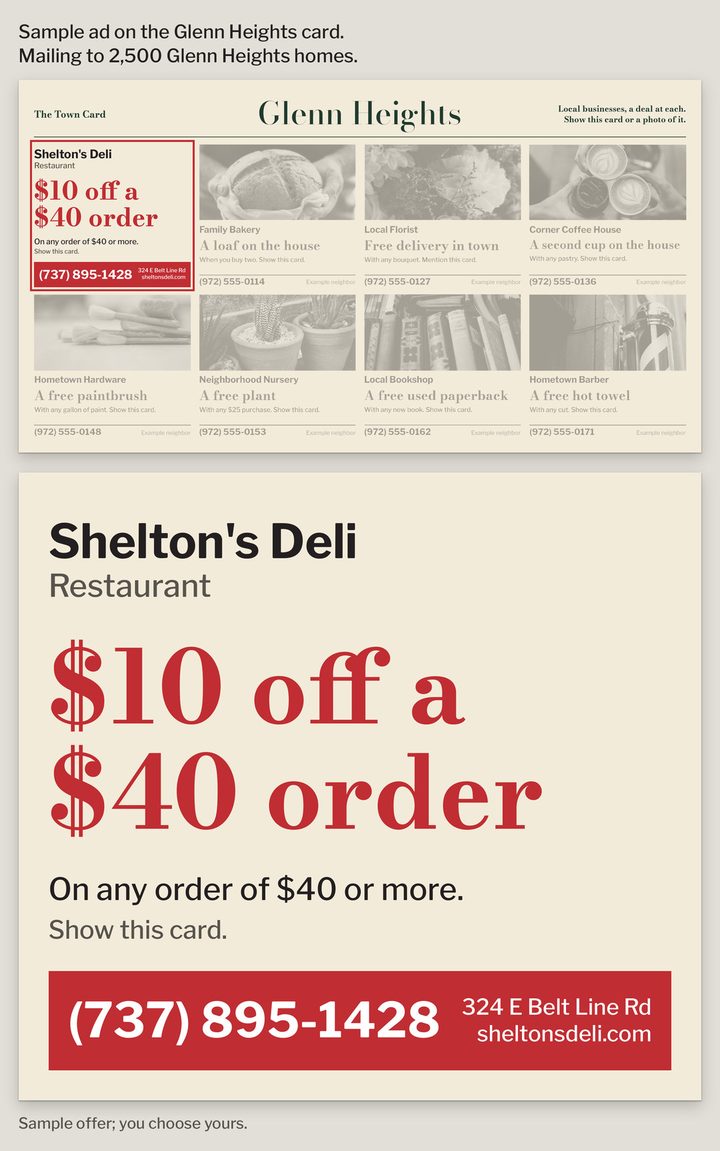 Sample ad on the Glenn Heights card.
Mailing to 2,500 Glenn Heights homes.
The Town Card
Glenn Heights
Local businesses, a deal at each.
Show this card or a photo of it.
Shelton's Deli
Restaurant
$10 off a
$40 order
On any order of $40 or more.
Show this card.
(737) 895-1428
324 E Belt Line Rd
sheltonsdeli.com
Family Bakery
A loaf on the house
When you buy two. Show this card.
(972) 555-0114
Local Florist
Free delivery in town
With any bouquet. Mention this card.
(972) 555-0127
Corner Coffee House
A second cup on the house
With any pastry. Show this card.
(972) 555-0136
Example neighbor
Hometown Hardware
A free paintbrush
With any gallon of paint. Show this card.
(972) 555-0148
Example neighbor
Neighborhood Nursery
A free plant
With any $25 purchase. Show this card.
(972) 555-0153
Example neighbor
Local Bookshop
A free used paperback
With any new book. Show this card.
(972) 555-0162
Example neighbor
Hometown Barber
A free hot towel
With any cut. Show this card.
(972) 555-0171
Example neighbor
Shelton's Deli
Restaurant
$10 off a
$40 order
On any order of $40 or more.
Show this card.
(737) 895-1428
324 E Belt Line Rd
sheltonsdeli.com
Sample offer; you choose yours.